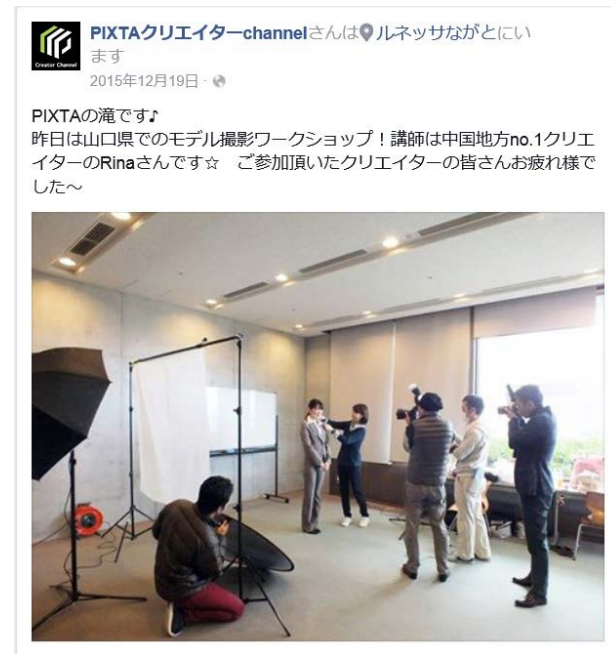 PIXTAクリエイターchannelさんはルネッサながとにい
ます
2015年12月19日
PIXTAの滝です♪
昨日は山口県でのモデル撮影ワークショップ！講師は中国地方no.1クリエ
イターのRinaさんです☆　ご参加頂いたクリエイターの皆さんお疲れ様で
した～
Creator Channel